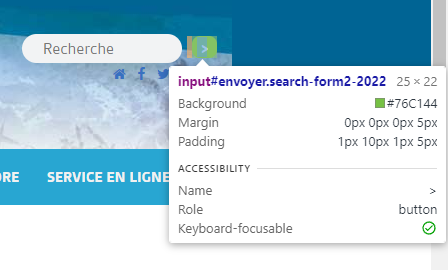 Recherche >
input#envoyer.search-form2-2022 25 × 22
Background #76C144
Margin 0px 0px 0px 5px
Padding 1px 10px 1px 5px
ACCESSIBILITY
Name >
Role button
Keyboard-focusable
SERVICE EN LIGNE